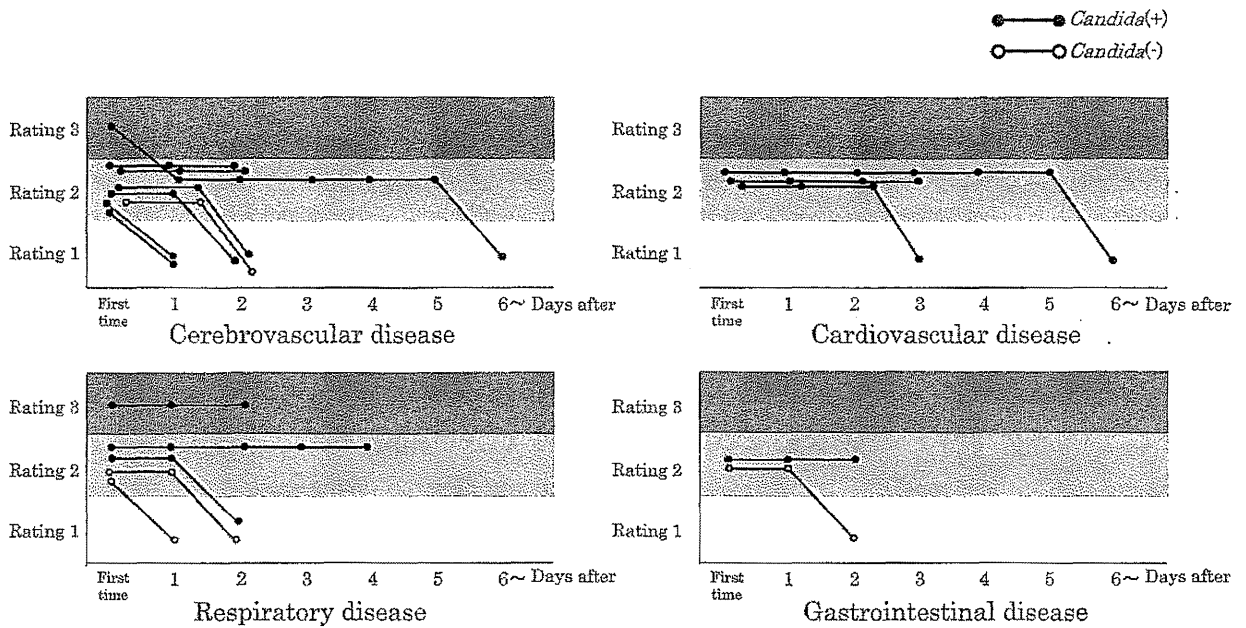 Candida(+)
Candida(-)
Rating 3
Rating 2
Rating 1
First time 1 2 3 4 5 6~ Days after
Cerebrovascular disease
Rating 3
Rating 2
Rating 1
First time 1 2 3 4 5 6~ Days after
Cardiovascular disease
Rating 3
Rating 2
Rating 1
First time 1 2 3 4 5 6~ Days after
Respiratory disease
Rating 3
Rating 2
Rating 1
First time 1 2 3 4 5 6~ Days after
Gastrointestinal disease